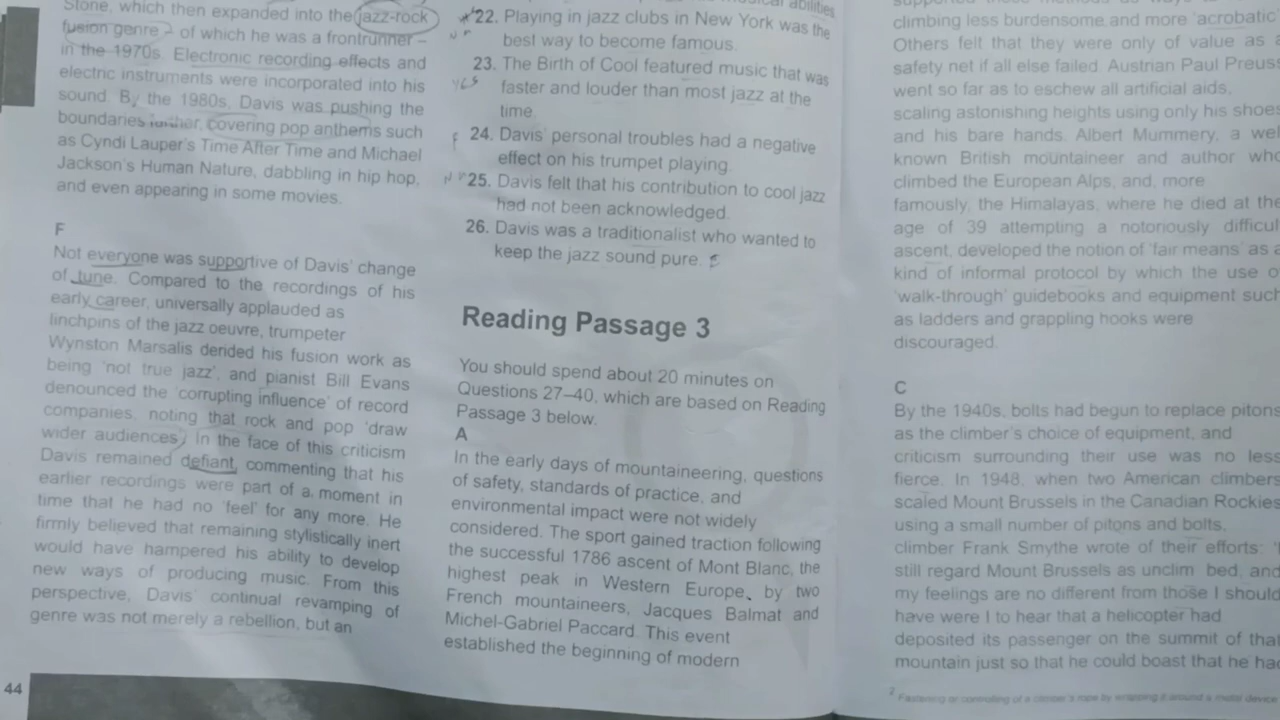 Stone, which then expanded into the jazz-rock
fusion genre – of which he was a frontrunner –
in the 1970s. Electronic recording effects and
electric instruments were incorporated into his
sound. By the 1980s, Davis was pushing the
boundaries further, covering pop anthems such
as Cyndi Lauper's Time After Time and Michael
Jackson's Human Nature, dabbling in hip hop,
and even appearing in some movies.
F
Not everyone was supportive of Davis' change
of tune. Compared to the recordings of his
early career, universally applauded as
linchpins of the jazz oeuvre, trumpeter
Wynston Marsalis derided his fusion work as
being 'not true jazz', and pianist Bill Evans
denounced the 'corrupting influence' of record
companies, noting that rock and pop 'draw
wider audiences'. In the face of this criticism
Davis remained defiant, commenting that his
earlier recordings were part of a moment in
time that he had no 'feel' for any more. He
firmly believed that remaining stylistically inert
would have hampered his ability to develop
new ways of producing music. From this
perspective, Davis' continual revamping of
genre was not merely a rebellion, but an
44
abilities
22. Playing in jazz clubs in New York was the
best way to become famous.
23. The Birth of Cool featured music that was
yes
faster and louder than most jazz at the
time.
24. Davis' personal troubles had a negative
effect on his trumpet playing.
25. Davis felt that his contribution to cool jazz
had not been acknowledged.
26. Davis was a traditionalist who wanted to
keep the jazz sound pure.
Reading Passage 3
You should spend about 20 minutes on
Questions 27–40, which are based on Reading
Passage 3 below.
A
In the early days of mountaineering, questions
of safety, standards of practice, and
environmental impact were not widely
considered. The sport gained traction following
the successful 1786 ascent of Mont Blanc, the
highest peak in Western Europe, by two
French mountaineers, Jacques Balmat and
Michel-Gabriel Paccard. This event
established the beginning of modern
climbing less burdensome and more 'acrobatic'
Others felt that they were only of value as a
safety net if all else failed. Austrian Paul Preuss
went so far as to eschew all artificial aids,
scaling astonishing heights using only his shoes
and his bare hands. Albert Mummery, a
known British mountaineer and author who
climbed the European Alps, and, more
famously, the Himalayas, where he died at the
age of 39 attempting a notoriously difficult
ascent, developed the notion of 'fair means' as a
kind of informal protocol by which the use of
'walk-through' guidebooks and equipment such
as ladders and grappling hooks were
discouraged.
C
By the 1940s, bolts had begun to replace pitons
as the climber's choice of equipment, and
criticism surrounding their use was no less
fierce. In 1948, when two American climbers
scaled Mount Brussels in the Canadian Rockies
using a small number of pitons and bolts,
climber Frank Smythe wrote of their efforts: 'I
still regard Mount Brussels as unclim bed, and
my feelings are no different from those I should
have were I to hear that a helicopter had
deposited its passenger on the summit of that
mountain just so that he could boast that he had
2 Fastening or controlling of a climber's rope by wrapping it around a metal device